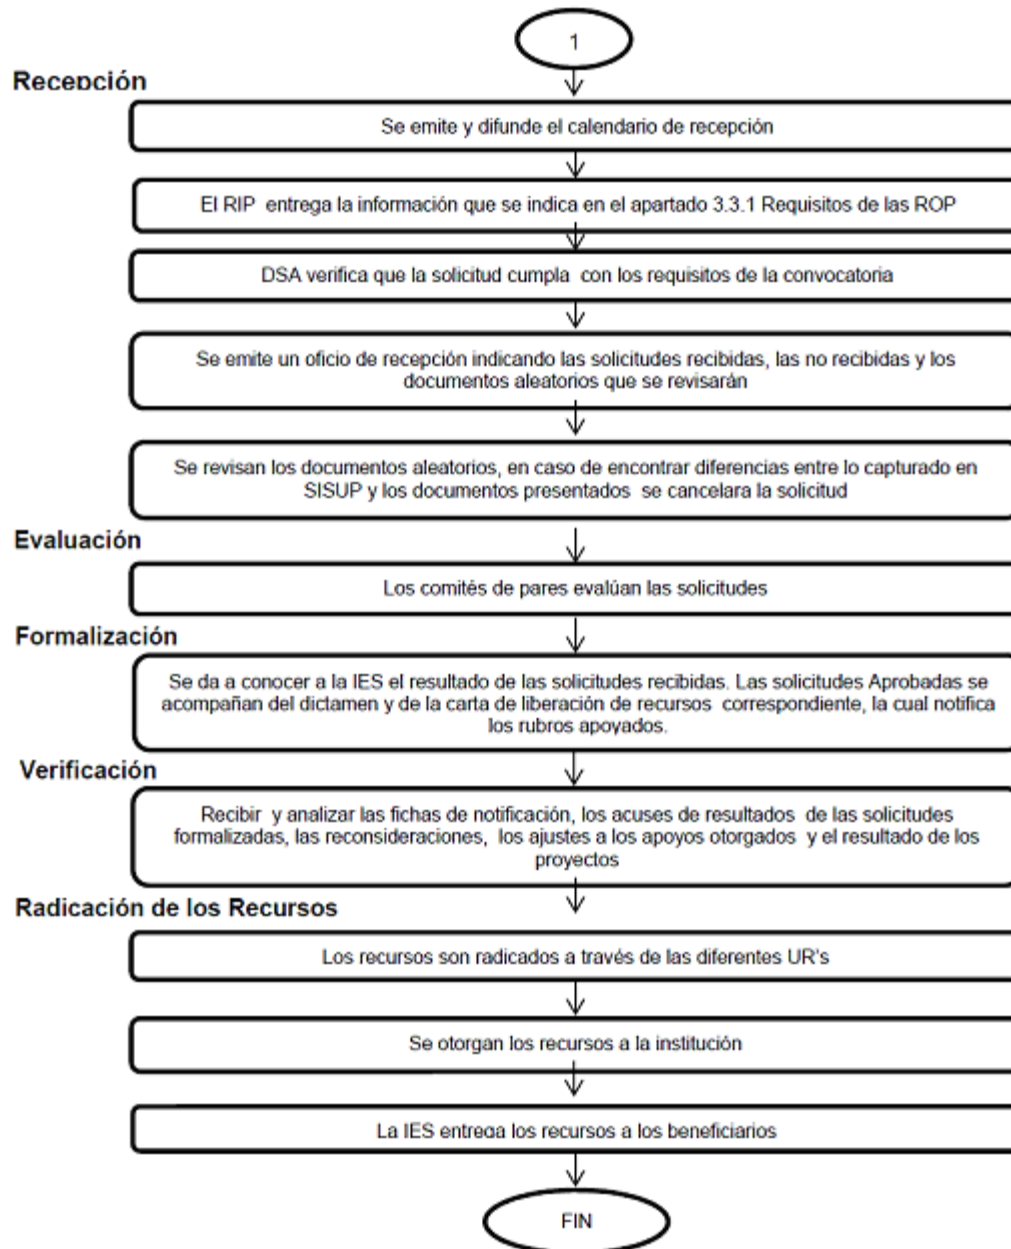 1
Recepción
Se emite y difunde el calendario de recepción
El RIP entrega la información que se indica en el apartado 3.3.1 Requisitos de las ROP
DSA verifica que la solicitud cumpla con los requisitos de la convocatoria
Se emite un oficio de recepción indicando las solicitudes recibidas, las no recibidas y los
documentos aleatorios que se revisarán
Se revisan los documentos aleatorios, en caso de encontrar diferencias entre lo capturado en
SISUP y los documentos presentados se cancelara la solicitud
Evaluación
Los comités de pares evalúan las solicitudes
Formalización
Se da a conocer a la IES el resultado de las solicitudes recibidas. Las solicitudes Aprobadas se
acompañan del dictamen y de la carta de liberación de recursos correspondiente, la cual notifica
los rubros apoyados.
Verificación
Recibir y analizar las fichas de notificación, los acuses de resultados de las solicitudes
formalizadas, las reconsideraciones, los ajustes a los apoyos otorgados y el resultado de los
proyectos
Radicación de los Recursos
Los recursos son radicados a través de las diferentes UR's
Se otorgan los recursos a la institución
La IES entrega los recursos a los beneficiarios
FIN